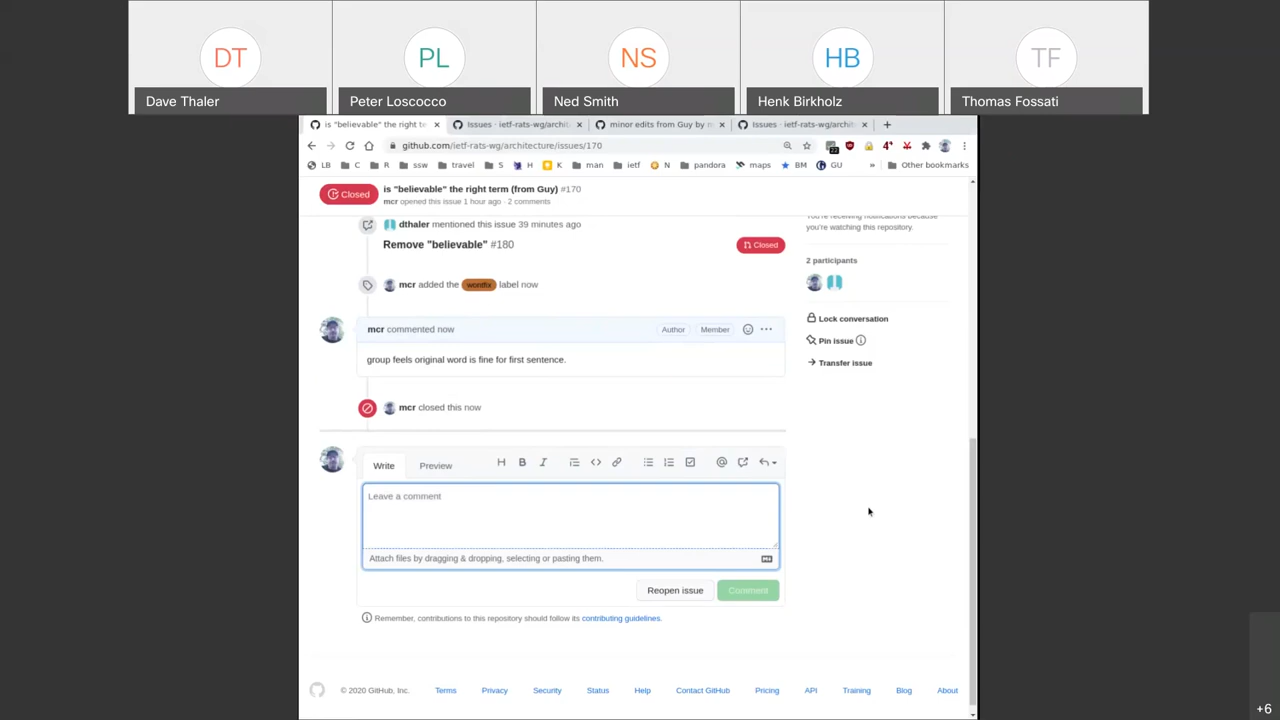 DT
PL
NS
HB
TF
Dave Thaler
Peter Loscocco
Ned Smith
Henk Birkholz
Thomas Fossati
is "believable" the right te
Issues · ietf-rats-wg/archit
minor edits from Guy by m
Issues · ietf-rats-wg/archit
github.com/ietf-rats-wg/architecture/issues/170
LB
C
R
ssw
travel
S
H
K
man
ietf
N
pandora
maps
BM
GU
Other bookmarks
Closed
is "believable" the right term (from Guy) #170
mcr opened this issue 1 hour ago · 2 comments
You're receiving notifications because
you're watching this repository.
dthaler mentioned this issue 39 minutes ago
Remove "believable" #180
Closed
2 participants
mcr added the wontfix label now
Lock conversation
Pin issue
Transfer issue
mcr commented now
Author
Member
group feels original word is fine for first sentence.
mcr closed this now
Write
Preview
Leave a comment
Attach files by dragging & dropping, selecting or pasting them.
Reopen issue
Comment
Remember, contributions to this repository should follow its contributing guidelines.
© 2020 GitHub, Inc.
Terms
Privacy
Security
Status
Help
Contact GitHub
Pricing
API
Training
Blog
About
+6